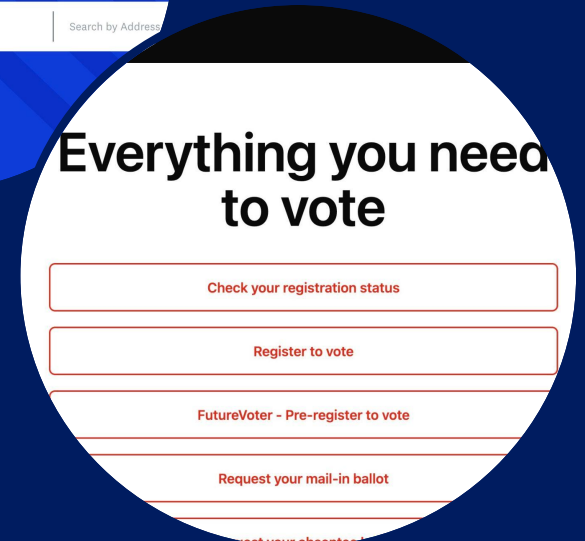 Search by Address
Everything you need
to vote
Check your registration status
Register to vote
FutureVoter - Pre-register to vote
Request your mail-in ballot
your